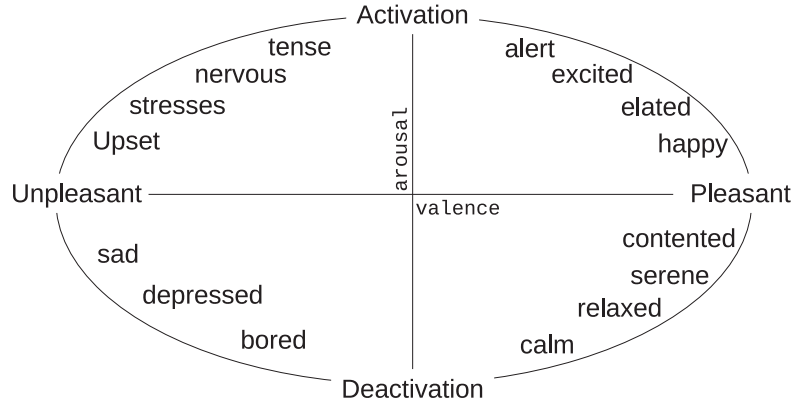 Activation
tense
alert
nervous
excited
stresses
elated
Upset
happy
arousal
Unpleasant
Pleasant
valence
contented
sad
serene
depressed
relaxed
bored
calm
Deactivation